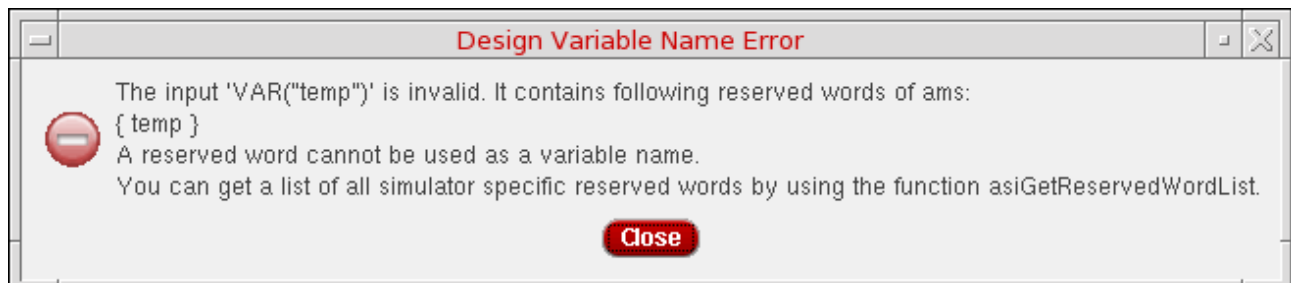 Design Variable Name Error
The input 'VAR("temp")' is invalid. It contains following reserved words of ams:
{ temp }
A reserved word cannot be used as a variable name.
You can get a list of all simulator specific reserved words by using the function asiGetReservedWordList.
Close